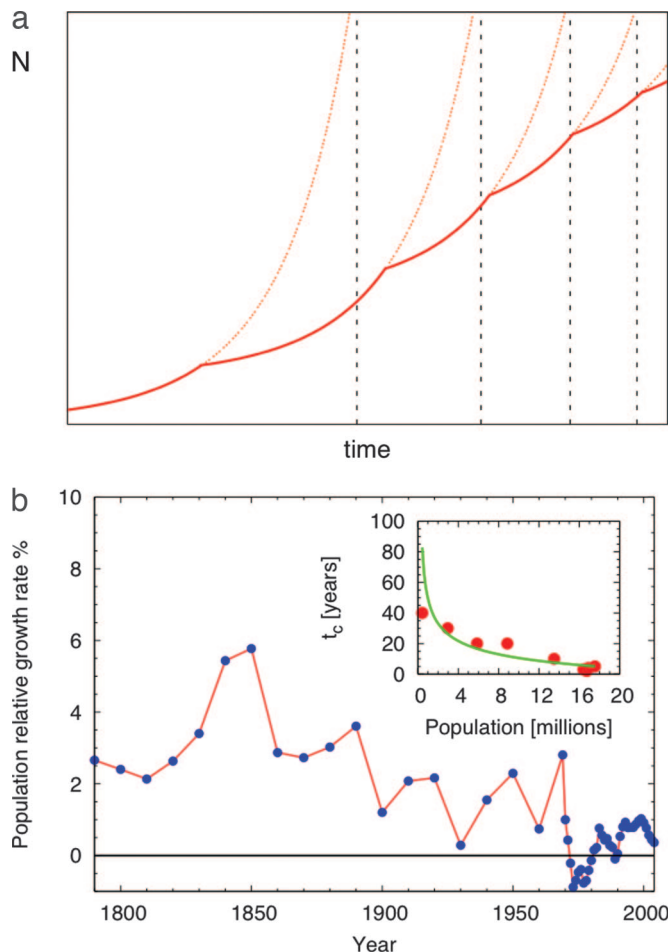 a
N
time
b
Population relative growth rate %
10
8
6
4
2
0
1800
1850
1900
1950
2000
Year
t_c [years]
100
80
60
40
20
0
0
4
8
12
16
20
Population [millions]